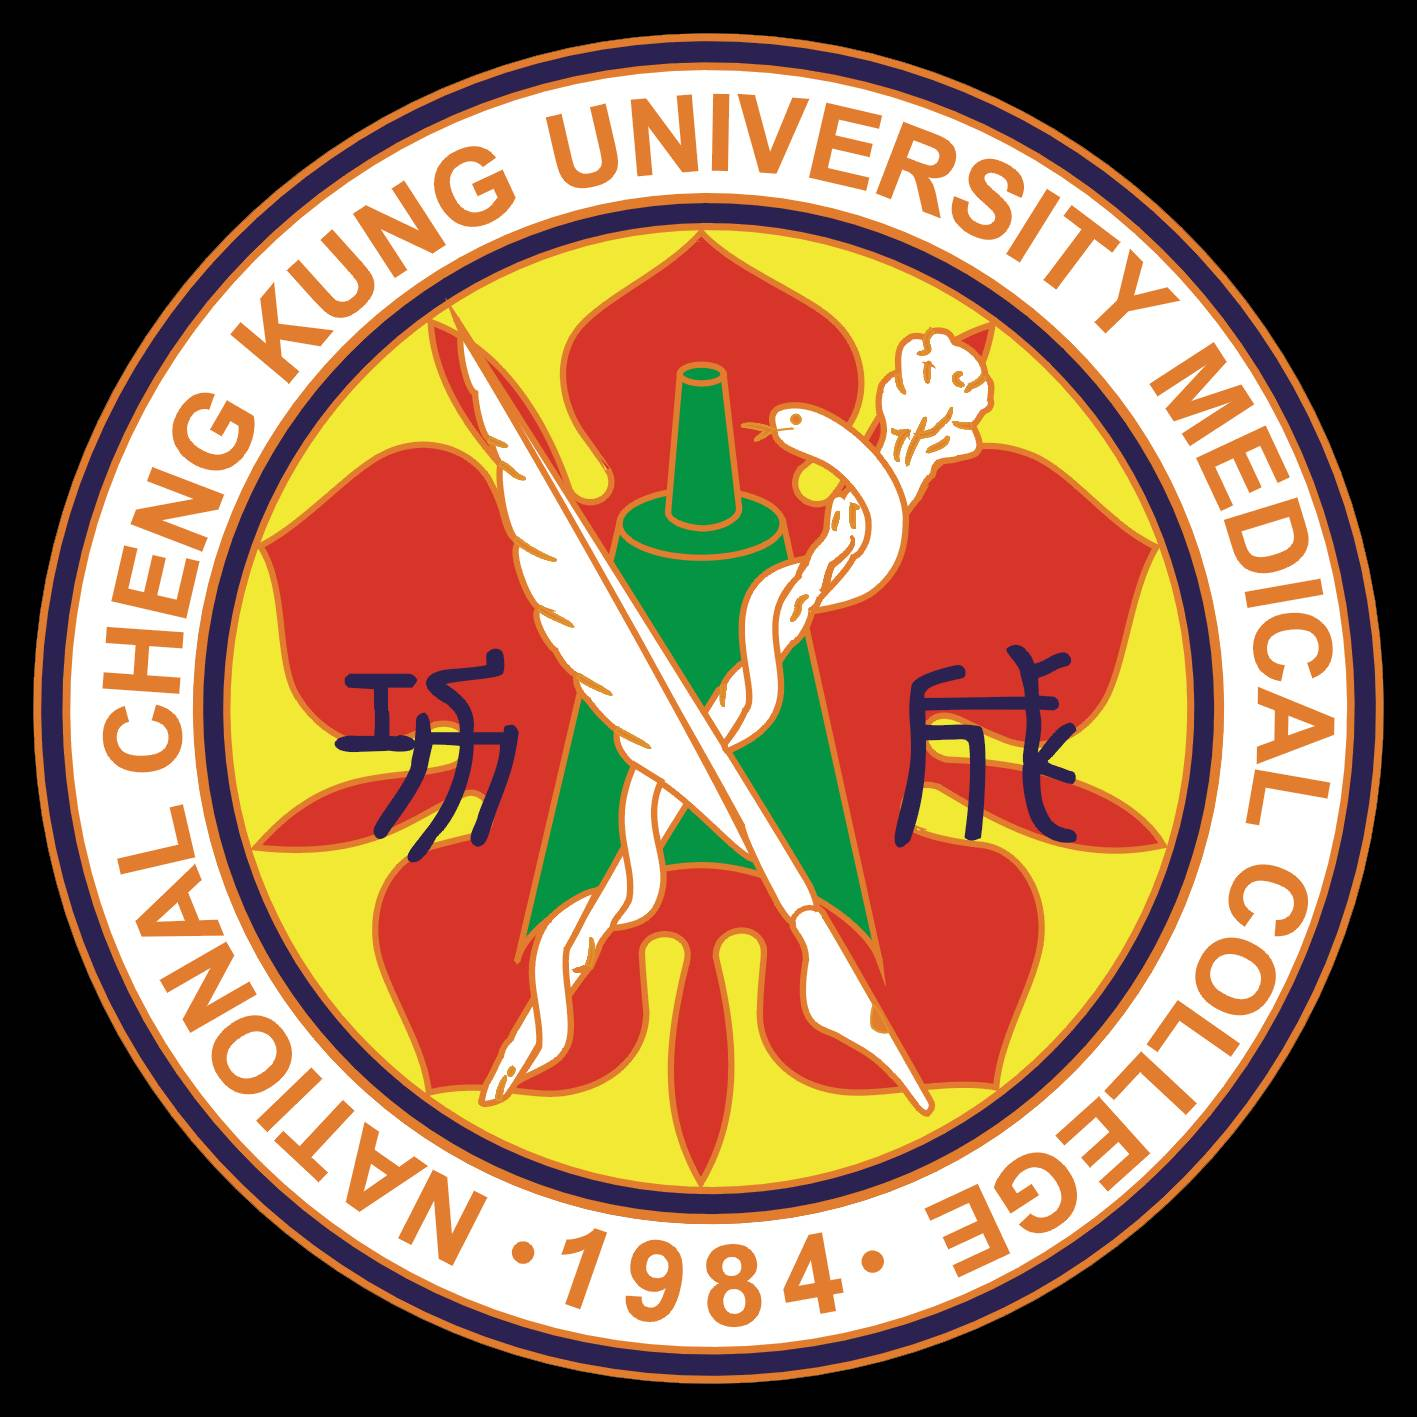 NATIONAL CHENG KUNG UNIVERSITY MEDICAL COLLEGE
·1984·
成功